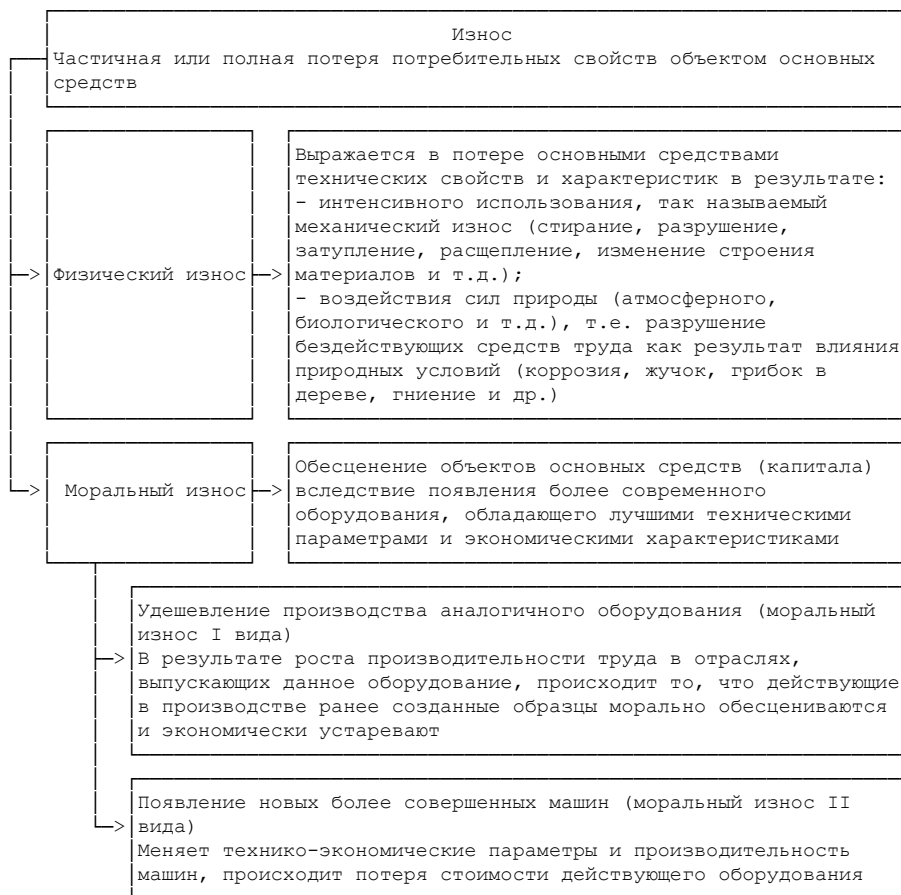 Износ
Частичная или полная потеря потребительных свойств объектом основных
средств
Физический износ
Выражается в потере основными средствами
технических свойств и характеристик в результате:
- интенсивного использования, так называемый
механический износ (стирание, разрушение,
затупление, расщепление, изменение строения
материалов и т.д.);
- воздействия сил природы (атмосферного,
биологического и т.д.), т.е. разрушение
бездействующих средств труда как результат влияния
природных условий (коррозия, жучок, грибок в
дереве, гниение и др.)
Моральный износ
Обесценение объектов основных средств (капитала)
вследствие появления более современного
оборудования, обладающего лучшими техническими
параметрами и экономическими характеристиками
Удешевление производства аналогичного оборудования (моральный
износ I вида)
В результате роста производительности труда в отраслях,
выпускающих данное оборудование, происходит то, что действующие
в производстве ранее созданные образцы морально обесцениваются
и экономически устаревают
Появление новых более совершенных машин (моральный износ II
вида)
Меняет технико-экономические параметры и производительность
машин, происходит потеря стоимости действующего оборудования